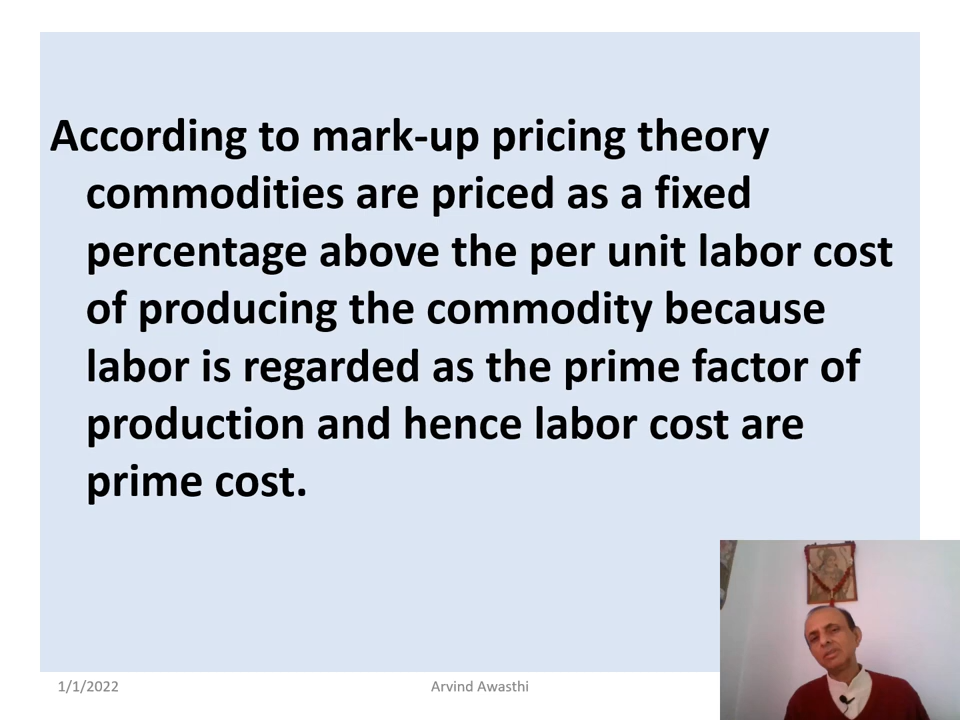 According to mark-up pricing theory
commodities are priced as a fixed
percentage above the per unit labor cost
of producing the commodity because
labor is regarded as the prime factor of
production and hence labor cost are
prime cost.
1/1/2022
Arvind Awasthi